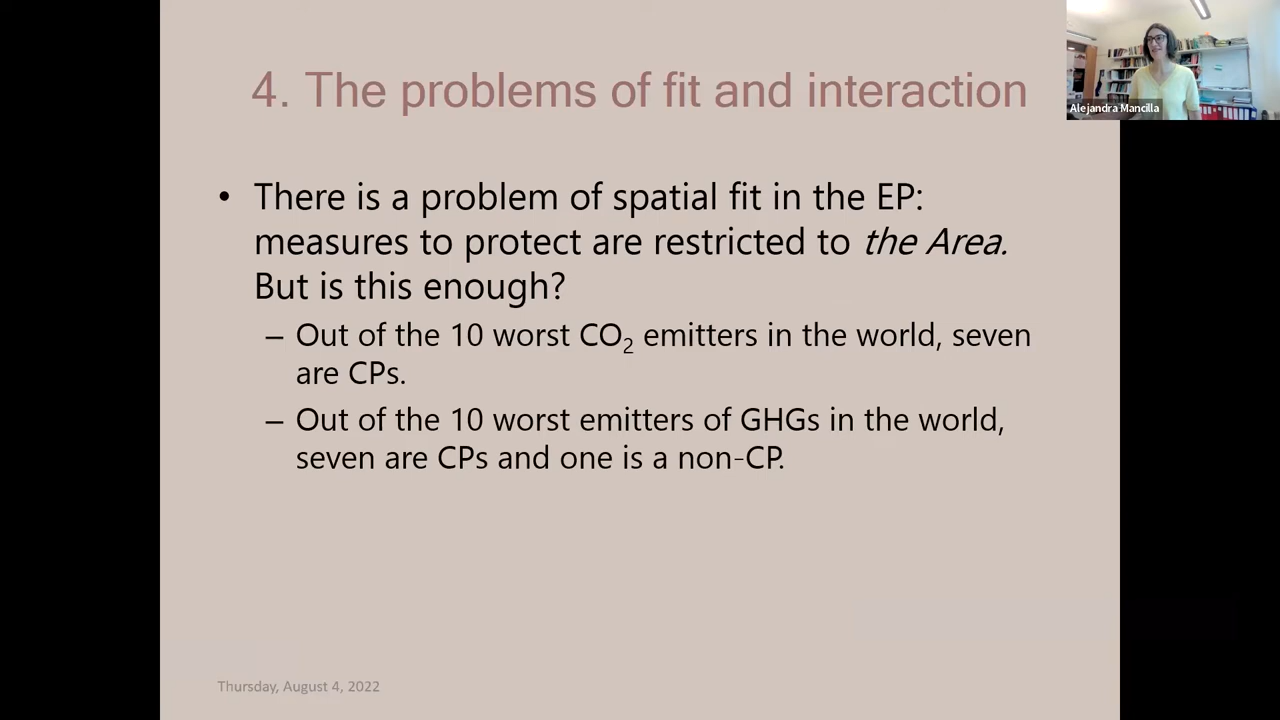 4. The problems of fit and interaction
Alejandra Mancilla
• There is a problem of spatial fit in the EP:
measures to protect are restricted to the Area.
But is this enough?
– Out of the 10 worst CO₂ emitters in the world, seven
are CPs.
– Out of the 10 worst emitters of GHGs in the world,
seven are CPs and one is a non-CP.
Thursday, August 4, 2022